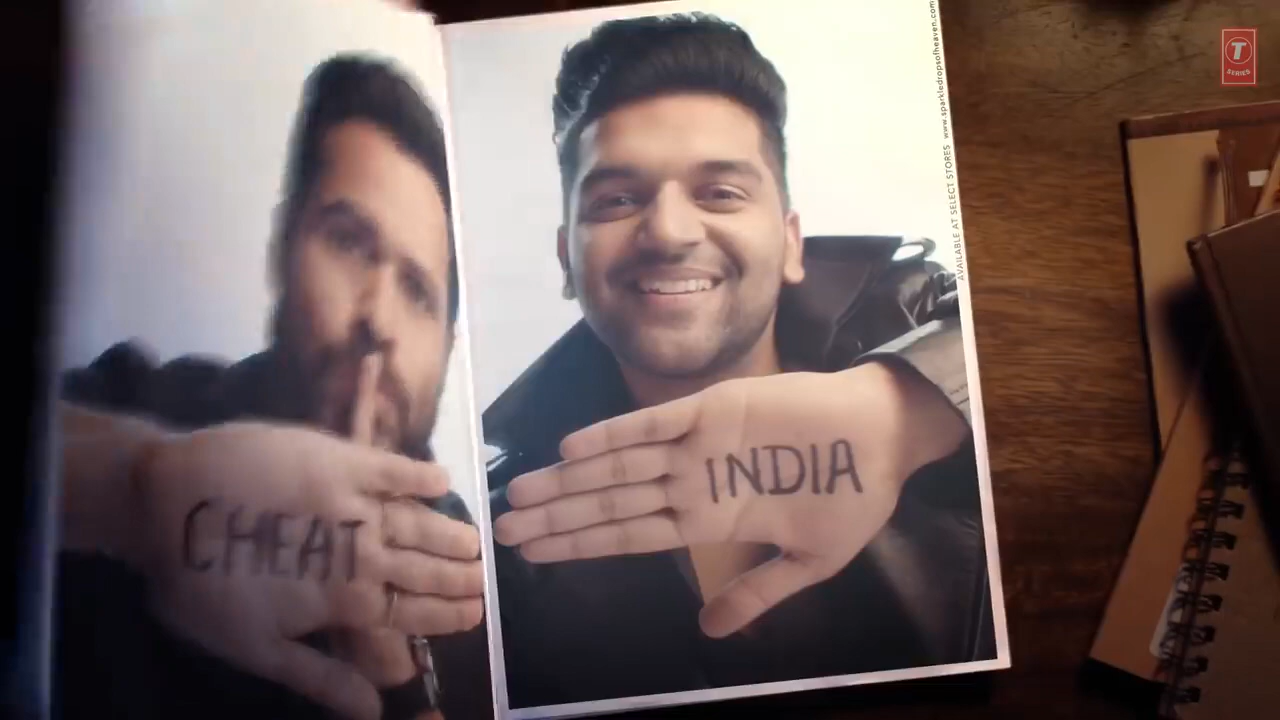 CHEAT
INDIA
AVAILABLE AT SELECT STORES www.sparkledropsofheaven.com
T
SERIES